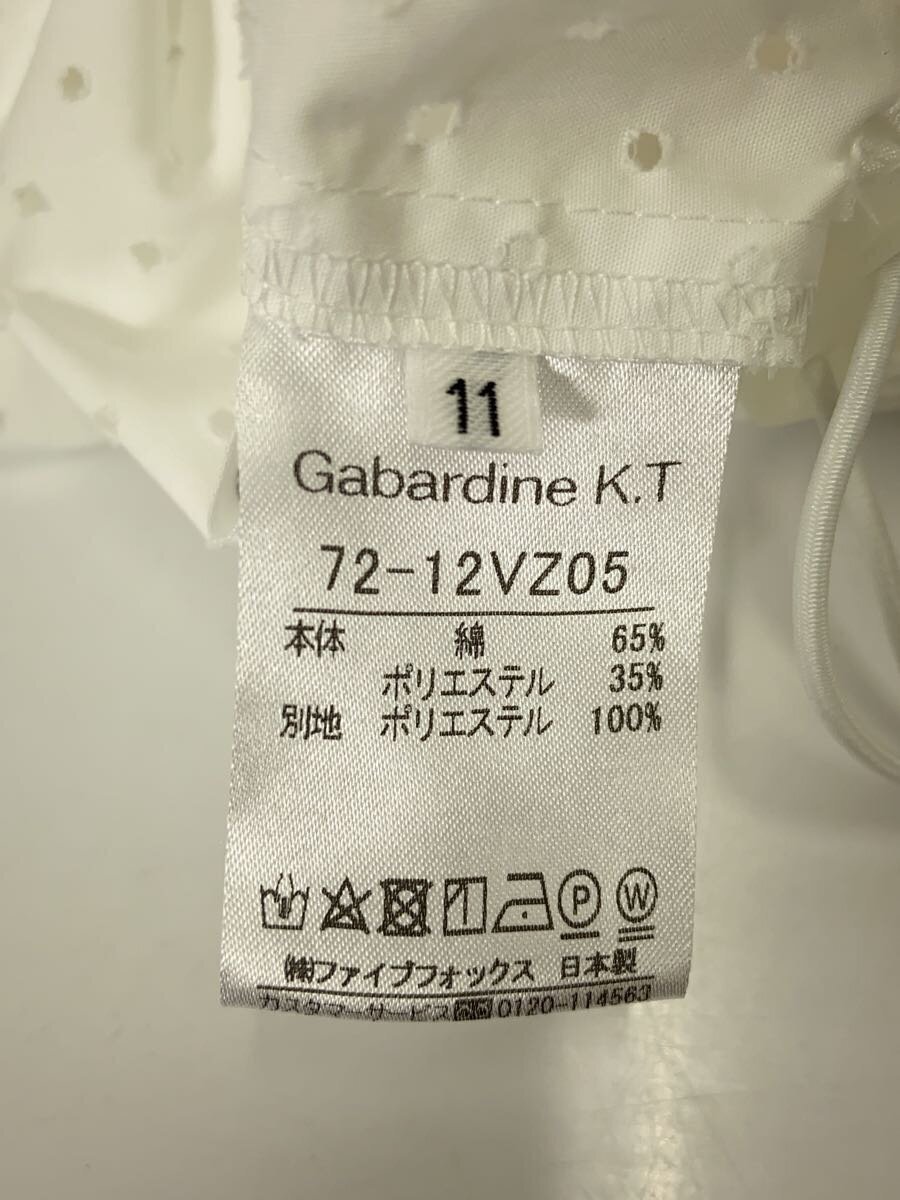 11
Gabardine K.T
72-12VZ05
本体 綿 65%
ポリエステル 35%
別地 ポリエステル 100%
P W
㈱ファイブフォックス 日本製
カスタマーサービス 0120-114563